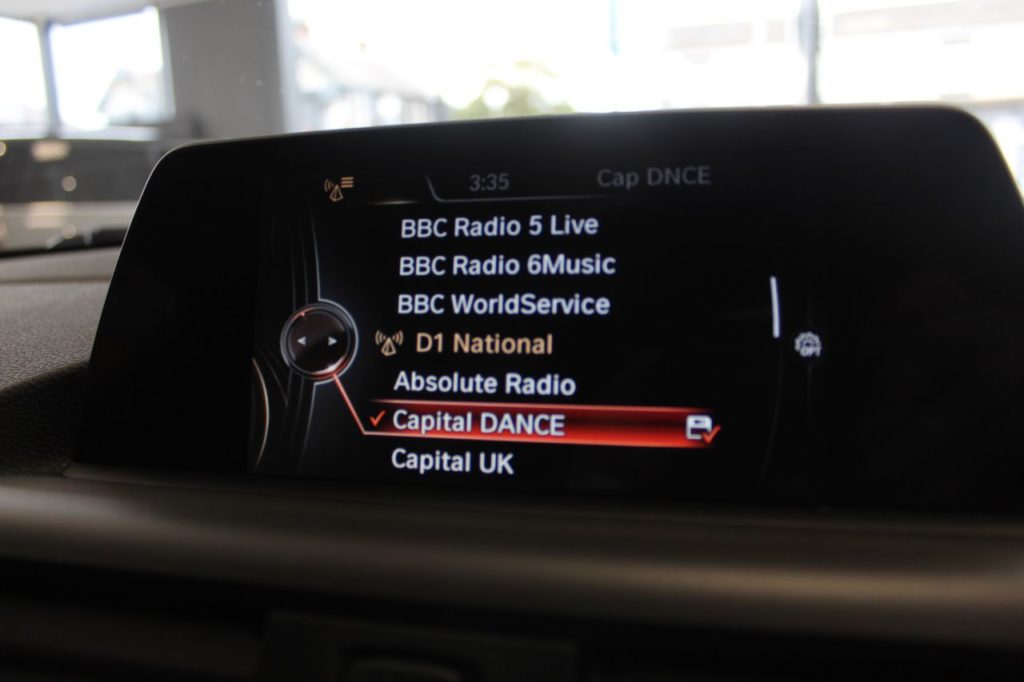 3:35 Cap DNCE
BBC Radio 5 Live
BBC Radio 6Music
BBC WorldService
D1 National
Absolute Radio
Capital DANCE
Capital UK
OPT